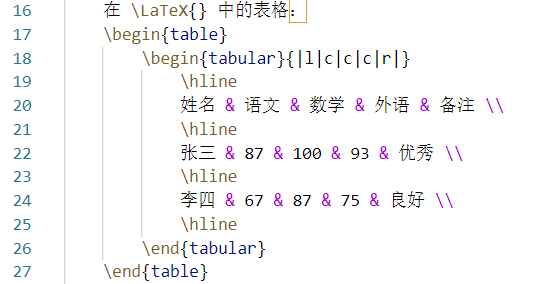 16 在 \LaTeX{} 中的表格：
17 \begin{table}
18 \begin{tabular}{|l|c|c|c|r|}
19 \hline
20 姓名 & 语文 & 数学 & 外语 & 备注 \\
21 \hline
22 张三 & 87 & 100 & 93 & 优秀 \\
23 \hline
24 李四 & 67 & 87 & 75 & 良好 \\
25 \hline
26 \end{tabular}
27 \end{table}